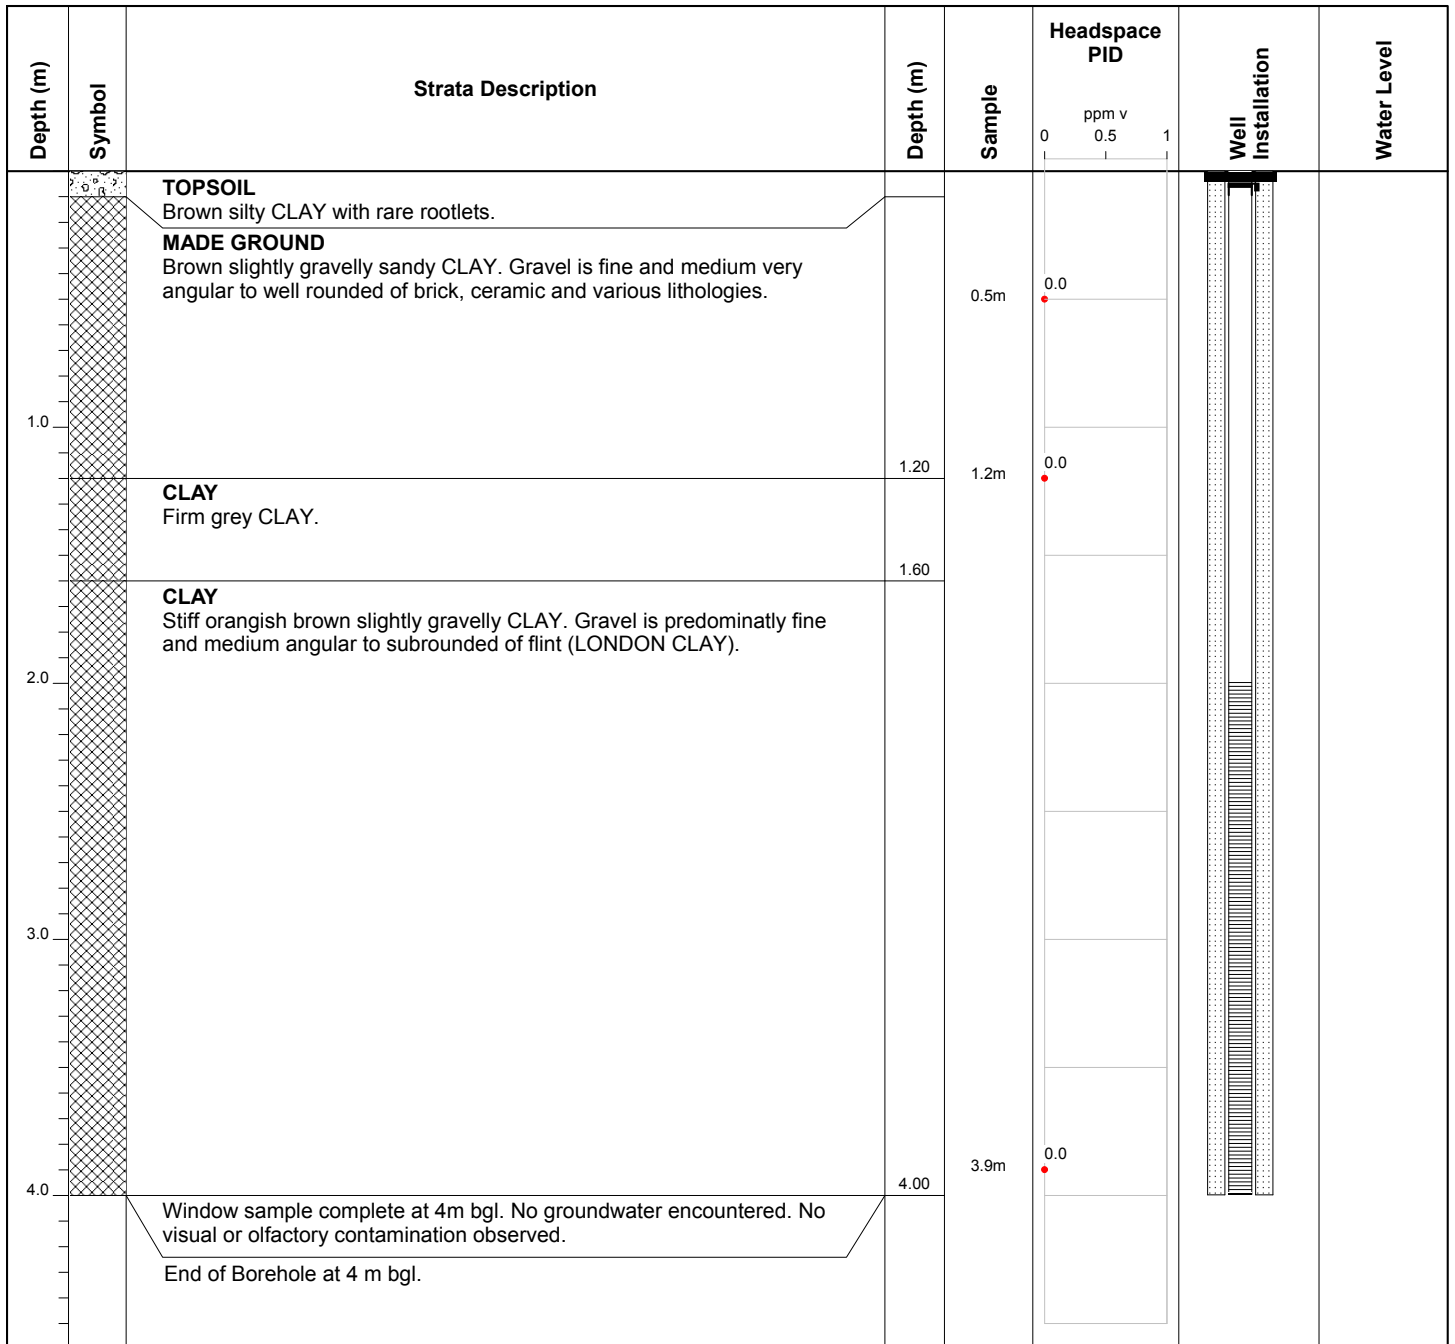 Depth (m)
Symbol
Strata Description
Depth (m)
Sample
Headspace
PID
ppm v
0 0.5 1
Well
Installation
Water Level
TOPSOIL
Brown silty CLAY with rare rootlets.
MADE GROUND
Brown slightly gravelly sandy CLAY. Gravel is fine and medium very
angular to well rounded of brick, ceramic and various lithologies.
0.5m
0.0
1.0
1.20
1.2m
0.0
CLAY
Firm grey CLAY.
1.60
CLAY
Stiff orangish brown slightly gravelly CLAY. Gravel is predominatly fine
and medium angular to subrounded of flint (LONDON CLAY).
2.0
3.0
3.9m
0.0
4.0
4.00
Window sample complete at 4m bgl. No groundwater encountered. No
visual or olfactory contamination observed.
End of Borehole at 4 m bgl.